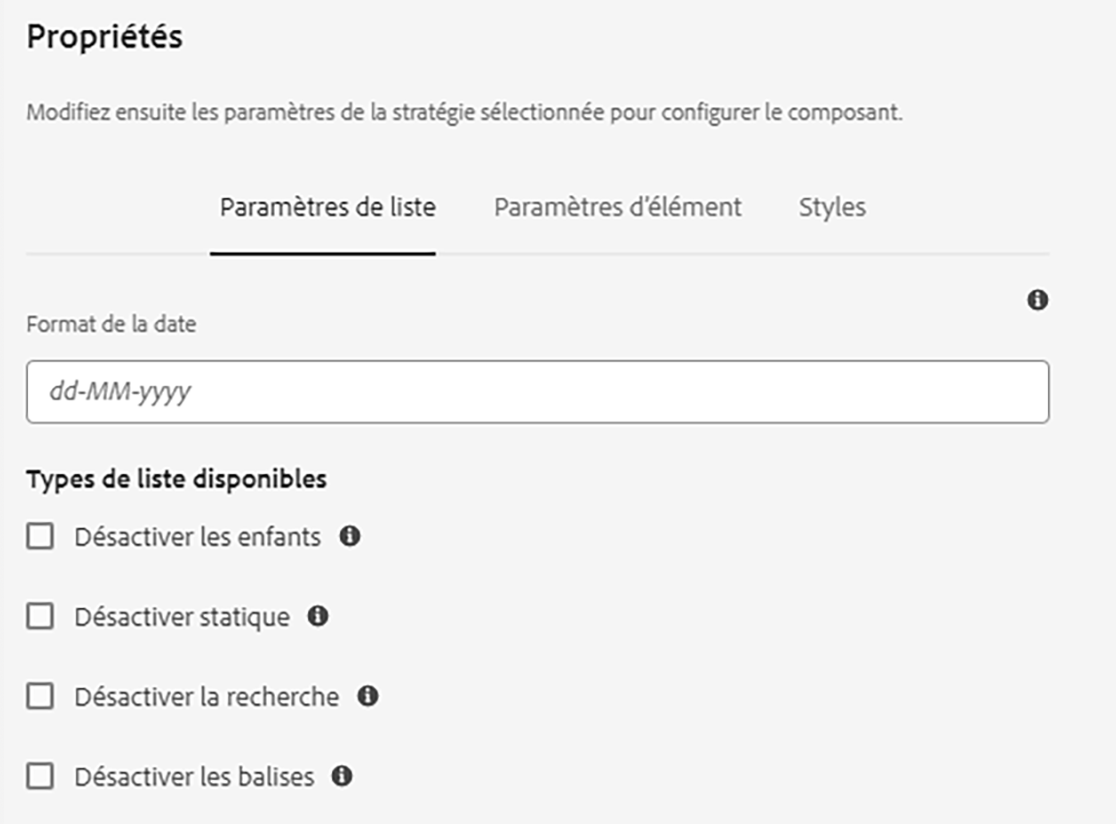 Propriétés
Modifiez ensuite les paramètres de la stratégie sélectionnée pour configurer le composant.
Paramètres de liste Paramètres d'élément Styles
Format de la date
dd-MM-yyyy
Types de liste disponibles
Désactiver les enfants
Désactiver statique
Désactiver la recherche
Désactiver les balises